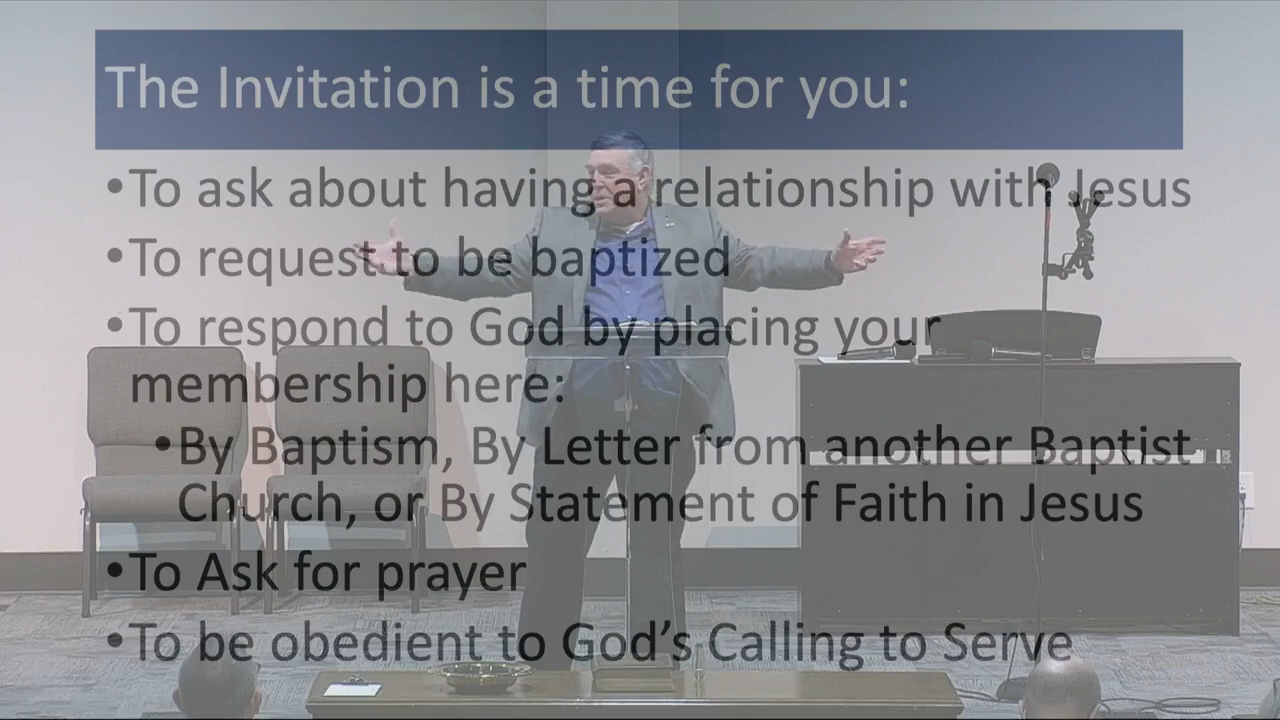 The Invitation is a time for you:
•To ask about having a relationship with Jesus
•To request to be baptized
•To respond to God by placing your
membership here:
•By Baptism, By Letter from another Baptist
Church, or By Statement of Faith in Jesus
•To Ask for prayer
•To be obedient to God’s Calling to Serve